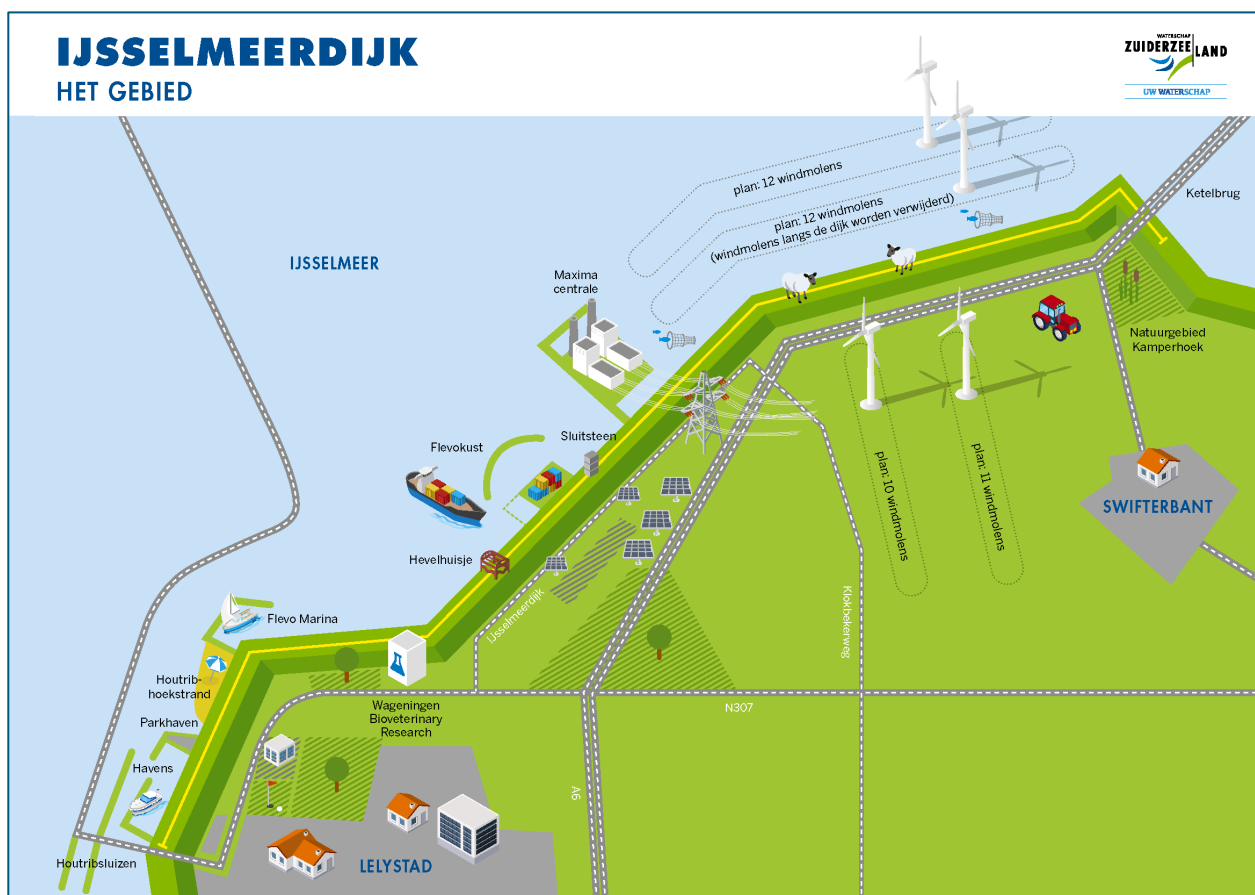 IJSSELMEERDIJK
HET GEBIED
WATERSCHAP
ZUIDERZEELAND
UW WATERSCHAP
plan: 12 windmolens
plan: 12 windmolens
(windmolens langs de dijk worden verwijderd)
Ketelbrug
IJSSELMEER
Maxima
centrale
Natuurgebied
Kamperhoek
Sluitsteen
Flevokust
plan: 10 windmolens
plan: 11 windmolens
SWIFTERBANT
Hevelhuisje
IJsselmeerdijk
Klokbekerweg
Flevo Marina
Houtrib-
hoekstrand
Parkhaven
Wageningen
Bioveterinary
Research
N307
Havens
A6
Houtribsluizen
LELYSTAD